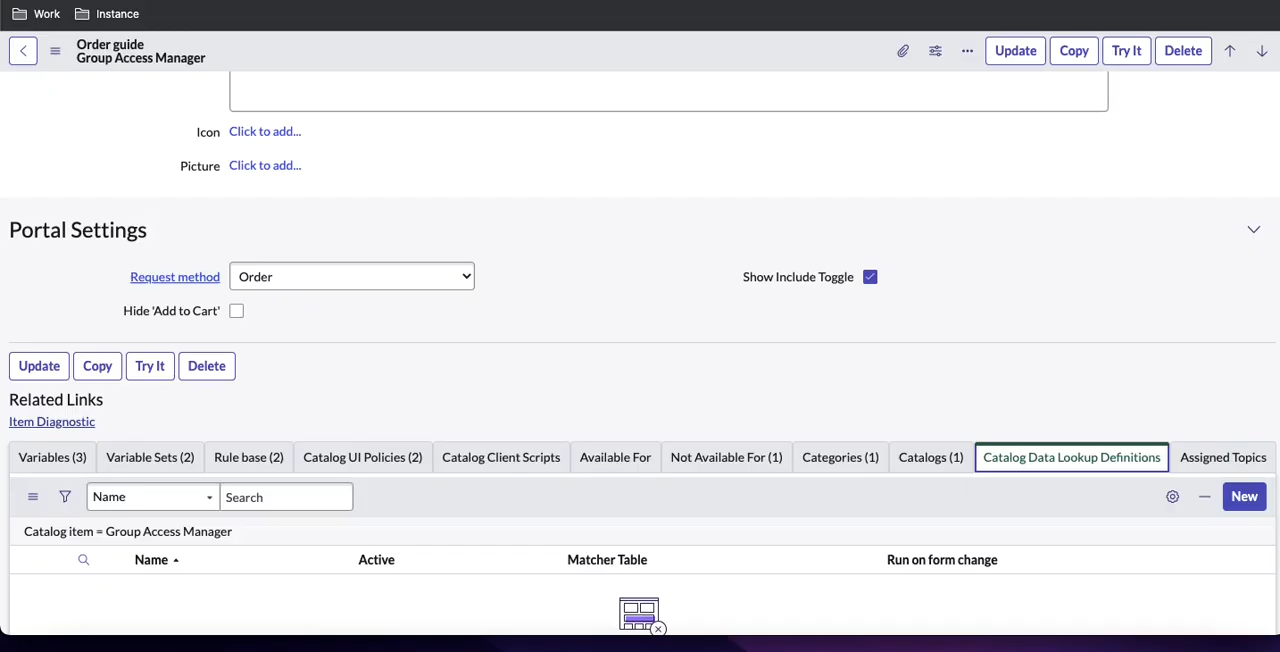 Work Instance
Order guide
Group Access Manager
Update Copy Try It Delete
Icon Click to add...
Picture Click to add...
Portal Settings
Request method Order Show Include Toggle
Hide 'Add to Cart'
Update Copy Try It Delete
Related Links
Item Diagnostic
Variables (3) Variable Sets (2) Rule base (2) Catalog UI Policies (2) Catalog Client Scripts Available For Not Available For (1) Categories (1) Catalogs (1) Catalog Data Lookup Definitions Assigned Topics
Name Search New
Catalog item = Group Access Manager
Name Active Matcher Table Run on form change